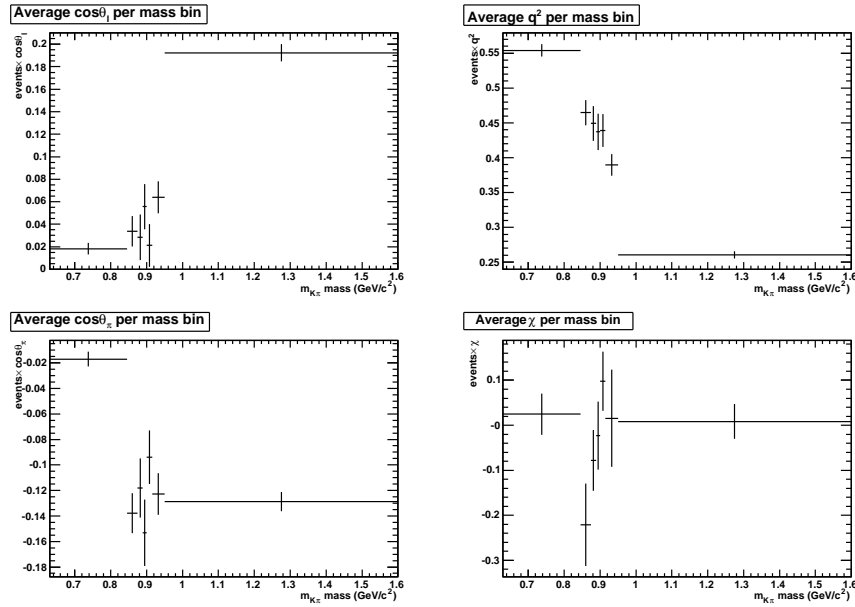 Average cosθl per mass bin
events× cosθl
0.2
0.18
0.16
0.14
0.12
0.1
0.08
0.06
0.04
0.02
0
0.7 0.8 0.9 1 1.1 1.2 1.3 1.4 1.5 1.6
mKπ mass (GeV/c²)
Average q² per mass bin
events× q²
0.55
0.5
0.45
0.4
0.35
0.3
0.25
0.7 0.8 0.9 1 1.1 1.2 1.3 1.4 1.5 1.6
mKπ mass (GeV/c²)
Average cosθπ per mass bin
events× cosθπ
-0.02
-0.04
-0.06
-0.08
-0.1
-0.12
-0.14
-0.16
-0.18
0.7 0.8 0.9 1 1.1 1.2 1.3 1.4 1.5 1.6
mKπ mass (GeV/c²)
Average χ per mass bin
events× χ
0.1
-0
-0.1
-0.2
-0.3
0.7 0.8 0.9 1 1.1 1.2 1.3 1.4 1.5 1.6
mKπ mass (GeV/c²)